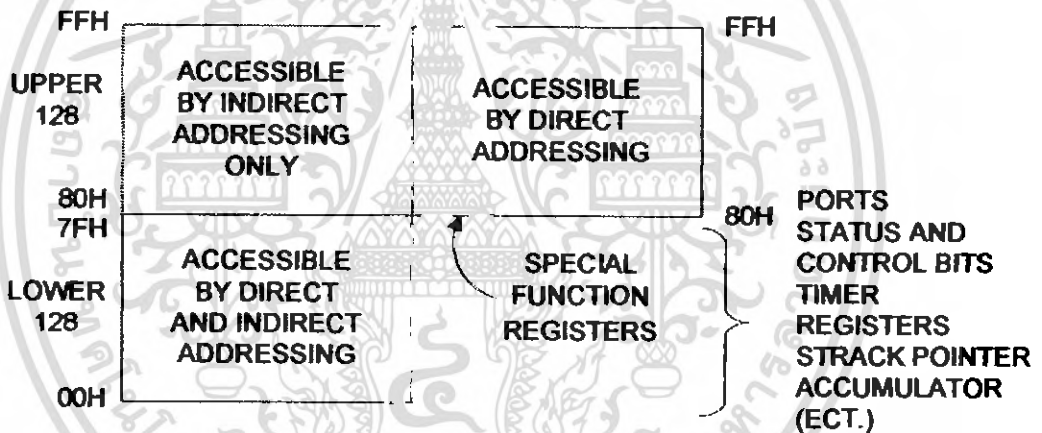 FFH
UPPER
128
80H
7FH
LOWER
128
00H
ACCESSIBLE
BY INDIRECT
ADDRESSING
ONLY
ACCESSIBLE
BY DIRECT
AND INDIRECT
ADDRESSING
ACCESSIBLE
BY DIRECT
ADDRESSING
FFH
80H
SPECIAL
FUNCTION
REGISTERS
PORTS
STATUS AND
CONTROL BITS
TIMER
REGISTERS
STRACK POINTER
ACCUMULATOR
(ECT.)